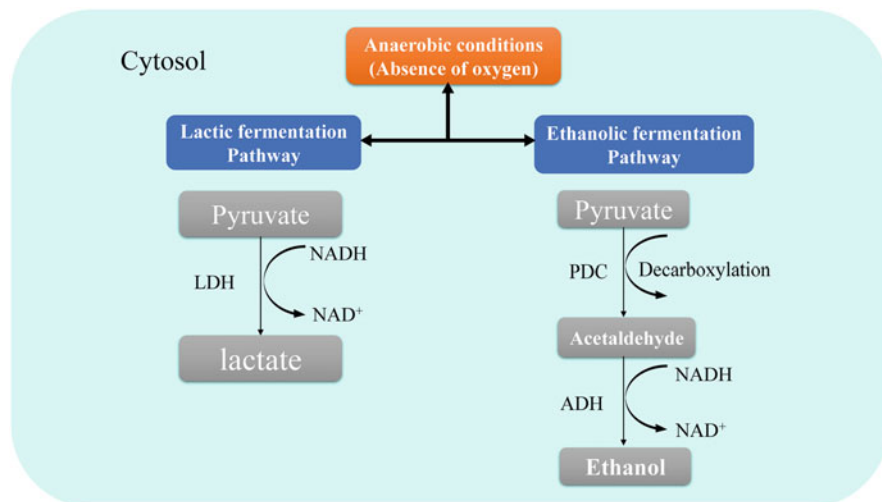 Cytosol
Anaerobic conditions
(Absence of oxygen)
Lactic fermentation
Pathway
Ethanolic fermentation
Pathway
Pyruvate
LDH
NADH
NAD⁺
lactate
Pyruvate
PDC
Decarboxylation
Acetaldehyde
ADH
NADH
NAD⁺
Ethanol